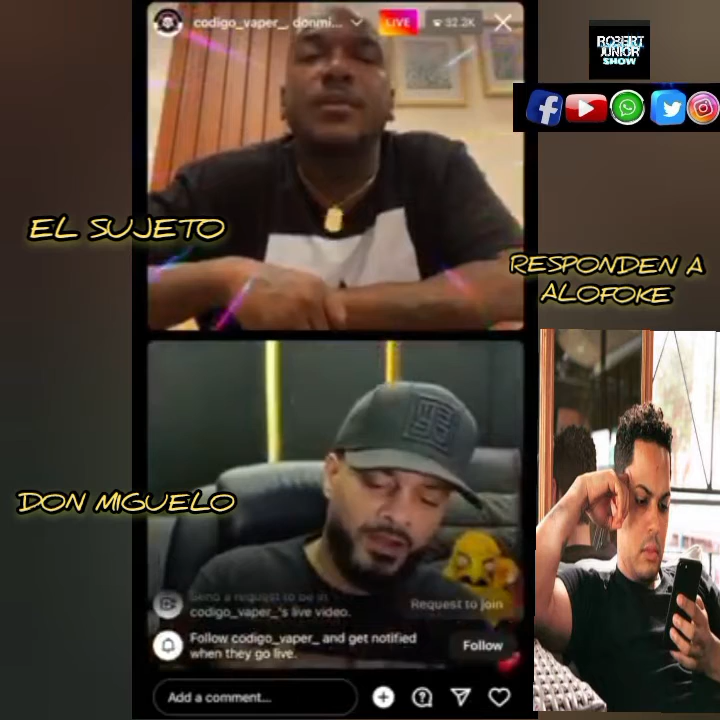 codigo_vaper_, donmi...
LIVE
32.3K
ROBERT
JUNIOR
SHOW
EL SUJETO
RESPONDEN A
ALOFOKE
DON MIGUELO
Send a request to be in
codigo_vaper_'s live video.
Request to join
Follow codigo_vaper_ and get notified
when they go live.
Follow
Add a comment...